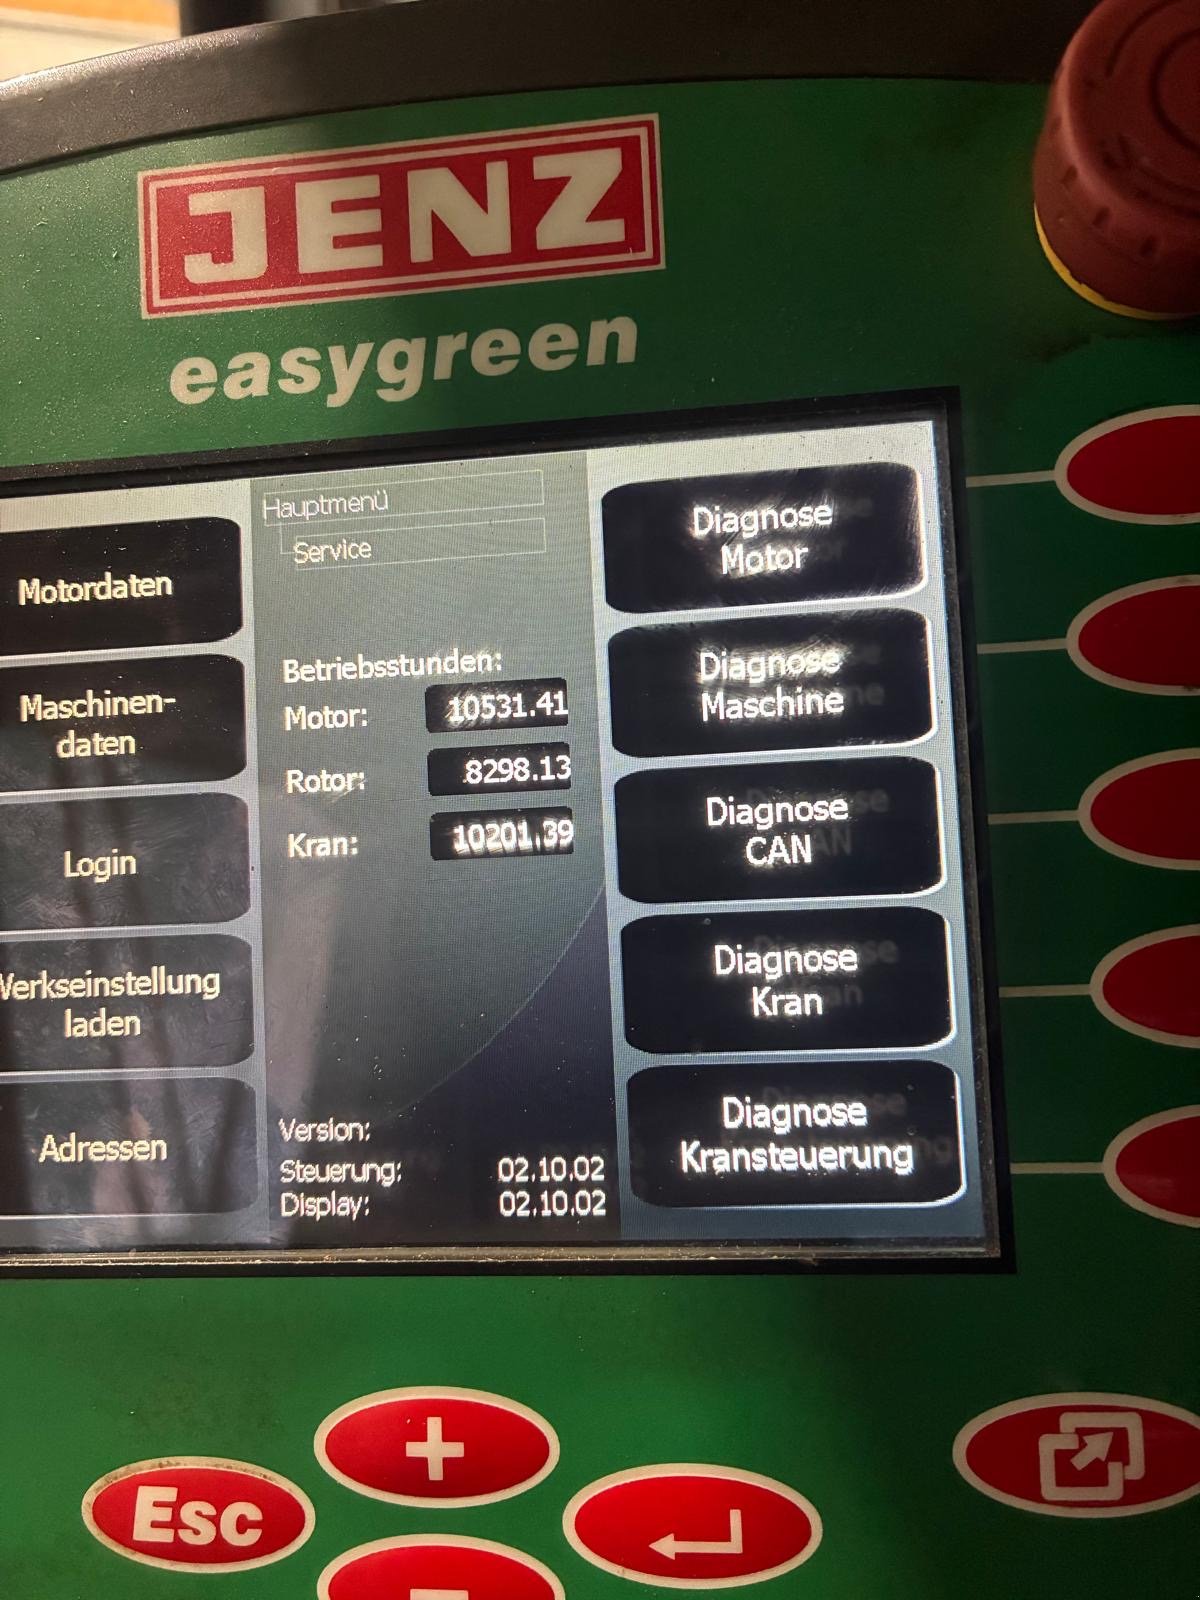 JENZ
easygreen
Hauptmenü
Service
Motordaten
Maschinen-
daten
Login
Werkseinstellung
laden
Adressen
Betriebsstunden:
Motor: 10531.41
Rotor: 8298.13
Kran: 10201.39
Version:
Steuerung: 02.10.02
Display: 02.10.02
Diagnose
Motor
Diagnose
Maschine
Diagnose
CAN
Diagnose
Kran
Diagnose
Kransteuerung
+
Esc